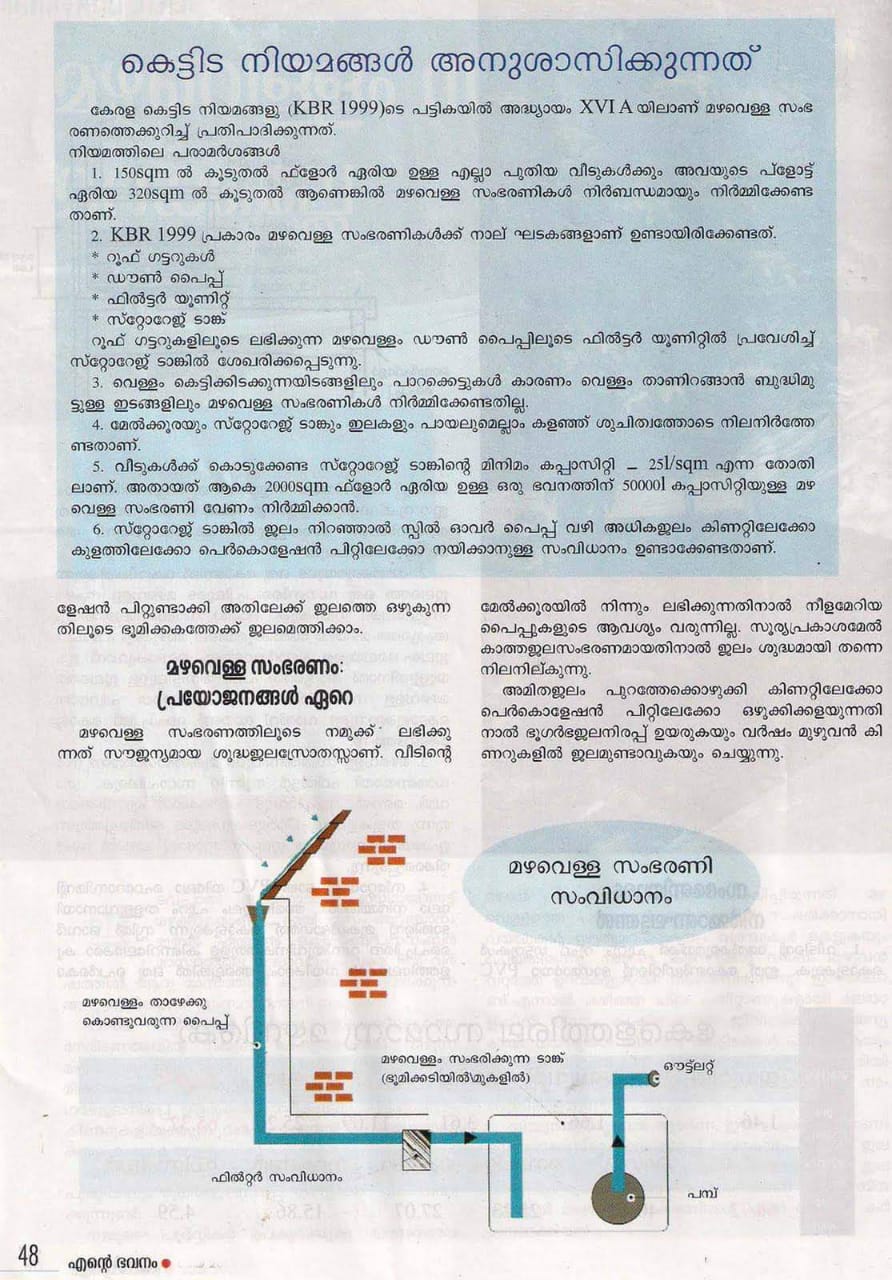 കെട്ടിട നിയമങ്ങൾ അനുശാസിക്കുന്നത്
കേരള കെട്ടിട നിയമങ്ങളു (KBR 1999)ടെ പട്ടികയിൽ അദ്ധ്യായം XVI A യിലാണ് മഴവെള്ള സംഭ
രണത്തെക്കുറിച്ച് പ്രതിപാദിക്കുന്നത്.
നിയമത്തിലെ പരാമർശങ്ങൾ
1. 150sqm ൽ കൂടുതൽ ഫ്ളോർ ഏരിയ ഉള്ള എല്ലാ പുതിയ വീടുകൾക്കും അവയുടെ പ്ളോട്ട്
ഏരിയ 320sqm ൽ കൂടുതൽ ആണെങ്കിൽ മഴവെള്ള സംഭരണികൾ നിർബന്ധമായും നിർമ്മിക്കേണ്ട
താണ്.
2. KBR 1999 പ്രകാരം മഴവെള്ള സംഭരണികൾക്ക് നാല് ഘടകങ്ങളാണ് ഉണ്ടായിരിക്കേണ്ടത്.
* റൂഫ് ഗട്ടറുകൾ
* ഡൗൺ പൈപ്പ്
* ഫിൽട്ടർ യൂണിറ്റ്
* സ്റ്റോറേജ് ടാങ്ക്
റൂഫ് ഗട്ടറുകളിലൂടെ ലഭിക്കുന്ന മഴവെള്ളം ഡൗൺ പൈപ്പിലൂടെ ഫിൽട്ടർ യൂണിറ്റിൽ പ്രവേശിച്ച്
സ്റ്റോറേജ് ടാങ്കിൽ ശേഖരിക്കപ്പെടുന്നു.
3. വെള്ളം കെട്ടിക്കിടക്കുന്നയിടങ്ങളിലും പാറക്കെട്ടുകൾ കാരണം വെള്ളം താണിറങ്ങാൻ ബുദ്ധിമു
ട്ടുള്ള ഇടങ്ങളിലും മഴവെള്ള സംഭരണികൾ നിർമ്മിക്കേണ്ടതില്ല.
4. മേൽക്കൂരയും സ്റ്റോറേജ് ടാങ്കും ഇലകളും പായലുമെല്ലാം കളഞ്ഞ് ശുചിത്വത്തോടെ നിലനിർത്തേ
ണ്ടതാണ്.
5. വീടുകൾക്ക് കൊടുക്കേണ്ട സ്റ്റോറേജ് ടാങ്കിന്റെ മിനിമം കപ്പാസിറ്റി – 25l/sqm എന്ന തോതി
ലാണ്. അതായത് ആകെ 2000sqm ഫ്ളോർ ഏരിയ ഉള്ള ഒരു ഭവനത്തിന് 50000l കപ്പാസിറ്റിയുള്ള മഴ
വെള്ള സംഭരണി വേണം നിർമ്മിക്കാൻ.
6. സ്റ്റോറേജ് ടാങ്കിൽ ജലം നിറഞ്ഞാൽ സ്പിൽ ഓവർ പൈപ്പ് വഴി അധികജലം കിണറ്റിലേക്കോ
കുളത്തിലേക്കോ പെർകൊളേഷൻ പിറ്റിലേക്കോ നയിക്കാനുള്ള സംവിധാനം ഉണ്ടാക്കേണ്ടതാണ്.
ളേഷൻ പിറ്റുണ്ടാക്കി അതിലേക്ക് ജലത്തെ ഒഴുകുന്ന
തിലൂടെ ഭൂമിക്കകത്തേക്ക് ജലമെത്തിക്കാം.
മഴവെള്ള സംഭരണം:
പ്രയോജനങ്ങൾ ഏറെ
മഴവെള്ള സംഭരണത്തിലൂടെ നമുക്ക് ലഭിക്കു
ന്നത് സൗജന്യമായ ശുദ്ധജലസ്രോതസ്സാണ്. വീടിന്റെ
മേൽക്കൂരയിൽ നിന്നും ലഭിക്കുന്നതിനാൽ നീളമേറിയ
പൈപ്പുകളുടെ ആവശ്യം വരുന്നില്ല. സൂര്യപ്രകാശമേൽ
കാത്തജലസംഭരണമായതിനാൽ ജലം ശുദ്ധമായി തന്നെ
നിലനില്കുന്നു.
അമിതജലം പുറത്തേക്കൊഴുക്കി കിണറ്റിലേക്കോ
പെർകൊളേഷൻ പിറ്റിലേക്കോ ഒഴുക്കിക്കളയുന്നതി
നാൽ ഭൂഗർഭജലനിരപ്പ് ഉയരുകയും വർഷം മുഴുവൻ കി
ണറുകളിൽ ജലമുണ്ടാവുകയും ചെയ്യുന്നു.
മഴവെള്ള സംഭരണി
സംവിധാനം
മഴവെള്ളം താഴേക്കു
കൊണ്ടുവരുന്ന പൈപ്പ്
മഴവെള്ളം സംഭരിക്കുന്ന ടാങ്ക്
(ഭൂമിക്കടിയിൽ\മുകളിൽ)
ഔട്ട്ലറ്റ്
ഫിൽറ്റർ സംവിധാനം
പമ്പ്
48 എന്റെ ഭവനം